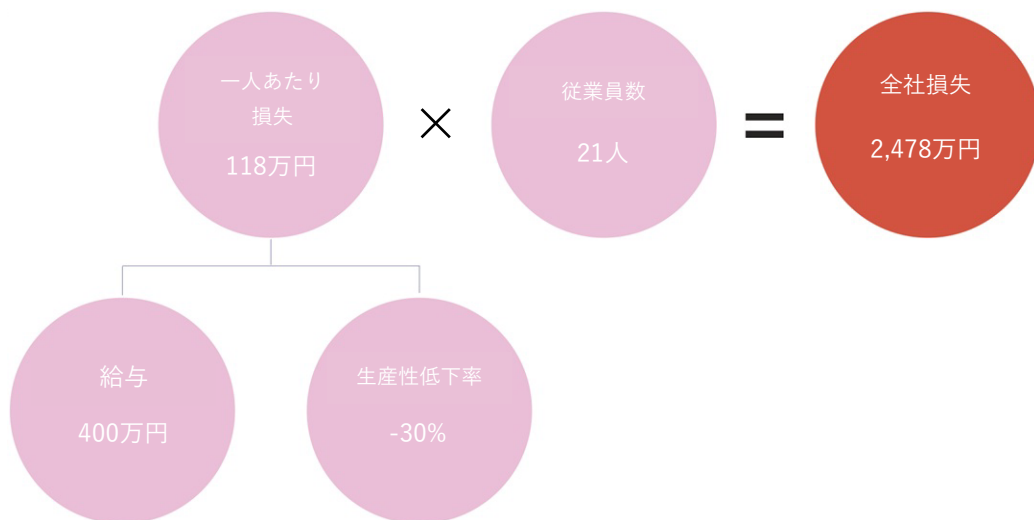 一人あたり
損失
118万円
×
従業員数
21人
=
全社損失
2,478万円
給与
400万円
生産性低下率
-30%